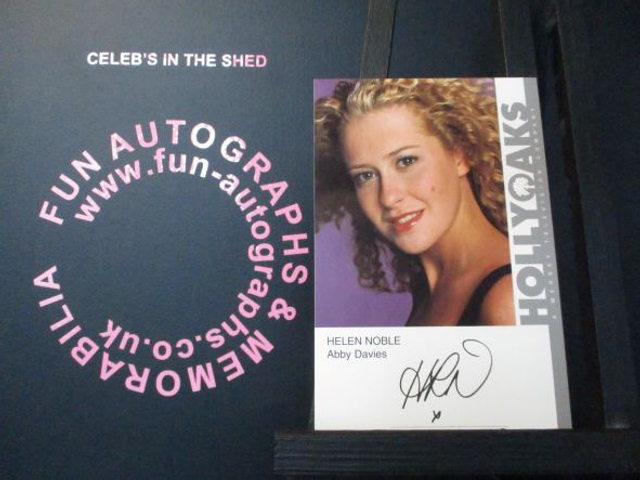 CELEB'S IN THE SHED
FUN AUTOGRAPHS & MEMORABILIA
www.fun-autographs.co.uk
HOLLYOAKS
HELEN NOBLE
Abby Davies
x